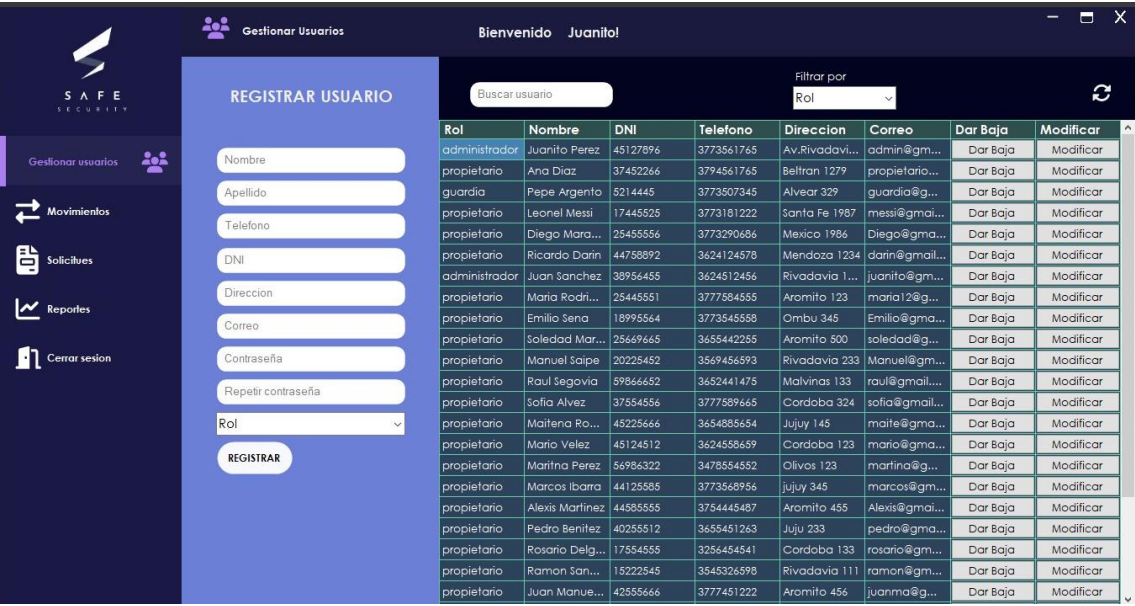 Gestionar Usuarios
Bienvenido Juanito!
SAFE
SECURITY
Gestionar usuarios
Movimientos
Solicitues
Reportes
Cerrar sesion
REGISTRAR USUARIO
Nombre
Apellido
Telefono
DNI
Direccion
Correo
Contraseña
Repetir contraseña
Rol
REGISTRAR
Buscar usuario
Filtrar por
Rol
Rol Nombre DNI Telefono Direccion Correo Dar Baja Modificar
administrador Juanito Perez 45127896 3773561765 Av.Rivadavi... admin@gm... Dar Baja Modificar
propietario Ana Diaz 37452266 3794561765 Beltran 1279 propietario... Dar Baja Modificar
guardia Pepe Argento 5214445 3773507345 Alvear 329 guardia@g... Dar Baja Modificar
propietario Leonel Messi 17445525 3773181222 Santa Fe 1987 messi@gmai... Dar Baja Modificar
propietario Diego Mara... 25455556 3773290686 Mexico 1986 Diego@gma... Dar Baja Modificar
propietario Ricardo Darin 44758892 3624124578 Mendoza 1234 darin@gmail... Dar Baja Modificar
administrador Juan Sanchez 38956455 3624512456 Rivadavia 1... juanito@gm... Dar Baja Modificar
propietario Maria Rodri... 25445551 3777584555 Aromito 123 maria12@g... Dar Baja Modificar
propietario Emilio Sena 18995564 3773545558 Ombu 345 Emilio@gma... Dar Baja Modificar
propietario Soledad Mar... 25669665 3655442255 Aromito 500 soledad@g... Dar Baja Modificar
propietario Manuel Saipe 20225452 3569456593 Rivadavia 233 Manuel@gm... Dar Baja Modificar
propietario Raul Segovia 59866652 3652441475 Malvinas 133 raul@gmail.... Dar Baja Modificar
propietario Sofia Alvez 37554556 3777589665 Cordoba 324 sofia@gmail... Dar Baja Modificar
propietario Maitena Ro... 45225666 3654885654 Jujuy 145 maite@gma... Dar Baja Modificar
propietario Mario Velez 45124512 3624558659 Cordoba 123 mario@gma... Dar Baja Modificar
propietario Maritna Perez 56986322 3478554552 Olivos 123 martina@g... Dar Baja Modificar
propietario Marcos Ibarra 44125585 3773568956 jujuy 345 marcos@gm... Dar Baja Modificar
propietario Alexis Martinez 44585555 3754445487 Aromito 455 Alexis@gmai... Dar Baja Modificar
propietario Pedro Benitez 40255512 3655451263 Juju 233 pedro@gma... Dar Baja Modificar
propietario Rosario Delg... 17554555 3256454541 Cordoba 133 rosario@gm... Dar Baja Modificar
propietario Ramon San... 15222545 3545326598 Rivadavia 111 ramon@gm... Dar Baja Modificar
propietario Juan Manue... 42555666 3777451222 Aromito 456 juanma@g... Dar Baja Modificar